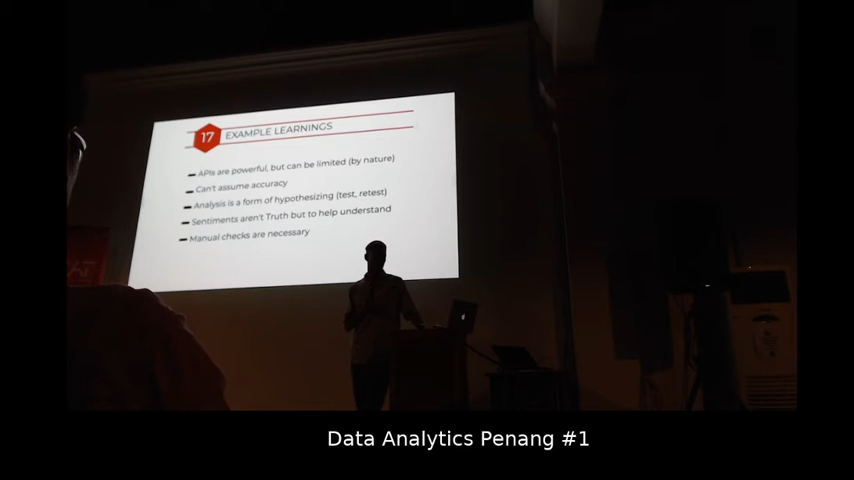 17 EXAMPLE LEARNINGS
APIs are powerful, but can be limited (by nature)
Can't assume accuracy
Analysis is a form of hypothesizing (test, retest)
Sentiments aren't Truth but to help understand
Manual checks are necessary
AT
Data Analytics Penang #1